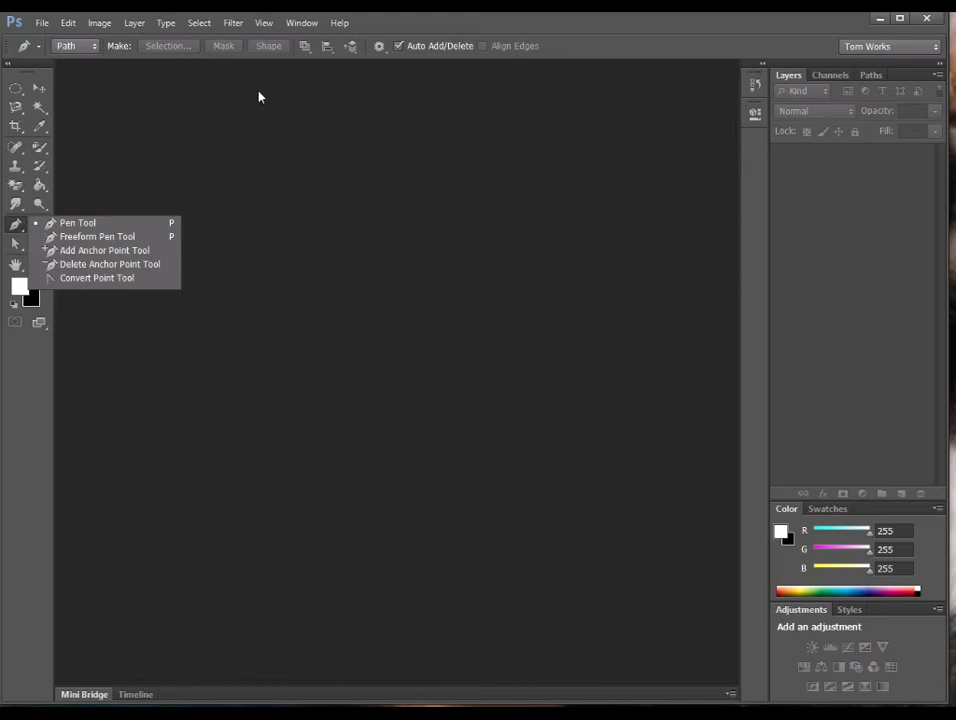 Ps File Edit Image Layer Type Select Filter View Window Help
Path Make: Selection... Mask Shape Auto Add/Delete Align Edges Tom Works
Layers Channels Paths
Kind
Normal Opacity:
Lock: Fill:
Pen Tool P
Freeform Pen Tool P
Add Anchor Point Tool
Delete Anchor Point Tool
Convert Point Tool
Color Swatches
R 255
G 255
B 255
Adjustments Styles
Add an adjustment
Mini Bridge Timeline